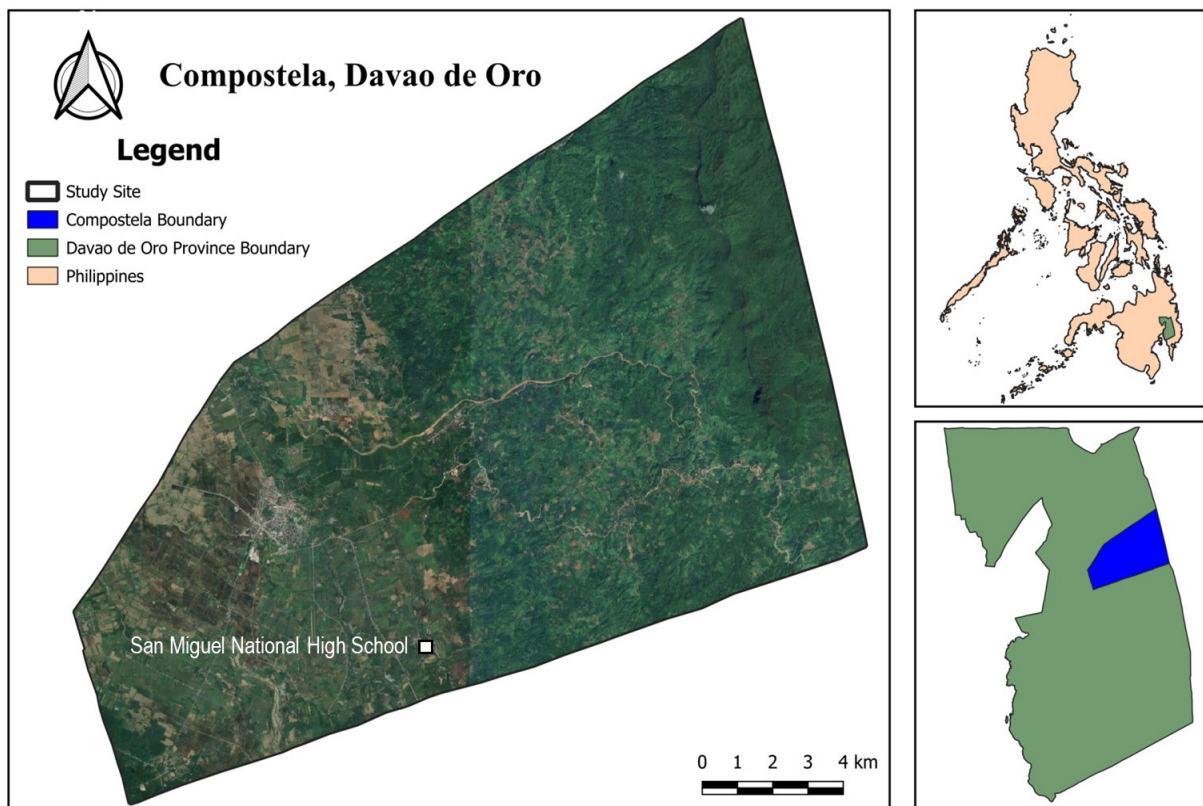 Compostela, Davao de Oro
Legend
Study Site
Compostela Boundary
Davao de Oro Province Boundary
Philippines
San Miguel National High School
0 1 2 3 4 km